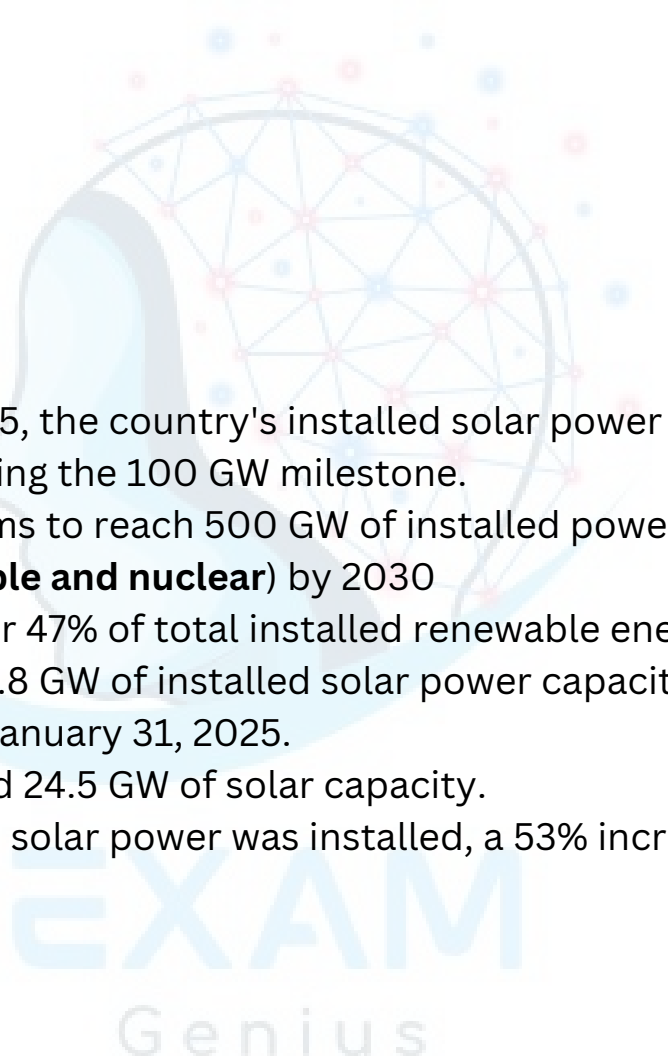 5, the country's installed solar power
ing the 100 GW milestone.
ms to reach 500 GW of installed powe
ble and nuclear) by 2030
r 47% of total installed renewable ene
.8 GW of installed solar power capacit
anuary 31, 2025.
d 24.5 GW of solar capacity.
solar power was installed, a 53% incr
EXAM
Genius